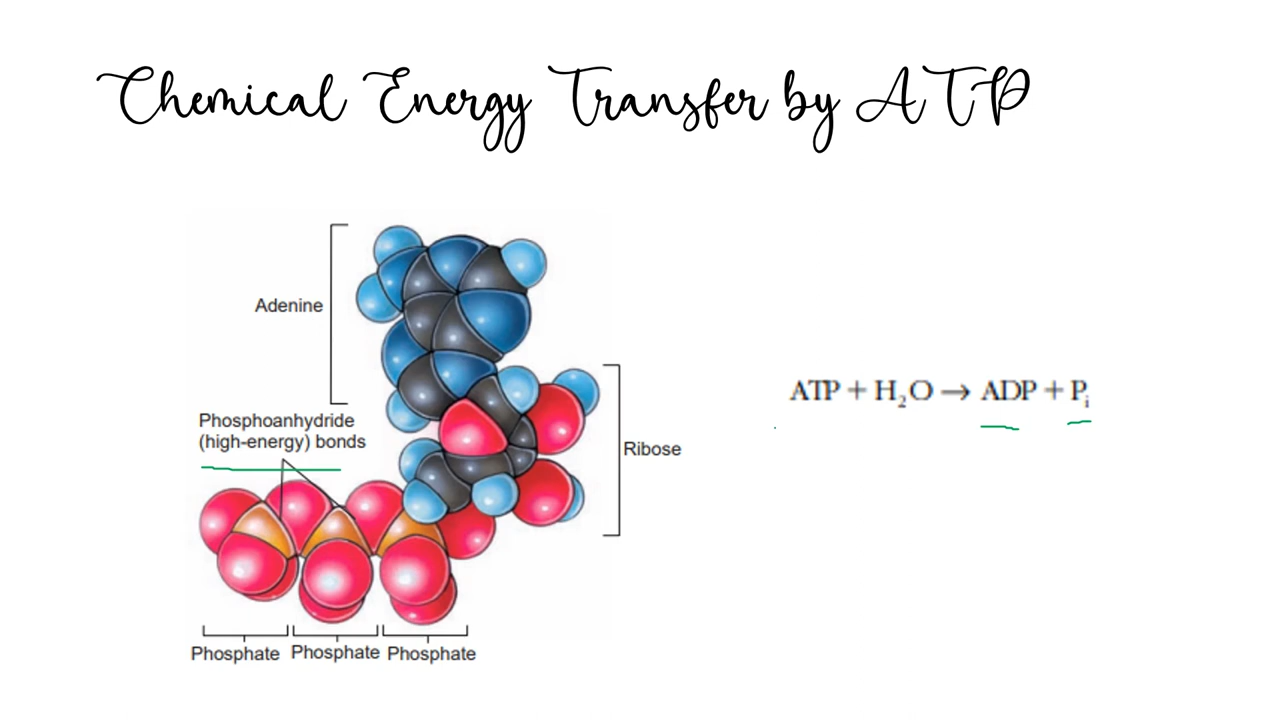 Chemical Energy Transfer by ATP
Adenine
Phosphoanhydride
(high-energy) bonds
Ribose
Phosphate Phosphate Phosphate
ATP + H₂O → ADP + Pᵢ